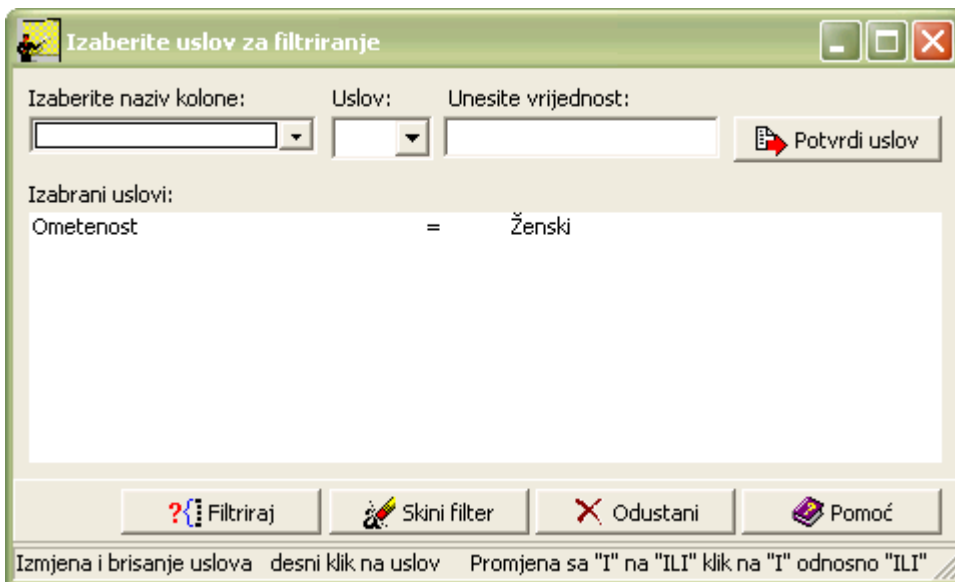 Izaberite uslov za filtriranje
Izaberite naziv kolone: Uslov: Unesite vrijednost:
Potvrdi uslov
Izabrani uslovi:
Ometenost = Ženski
?{ Filtriraj Skini filter Odustani Pomoć
Izmjena i brisanje uslova desni klik na uslov Promjena sa "I" na "ILI" klik na "I" odnosno "ILI"